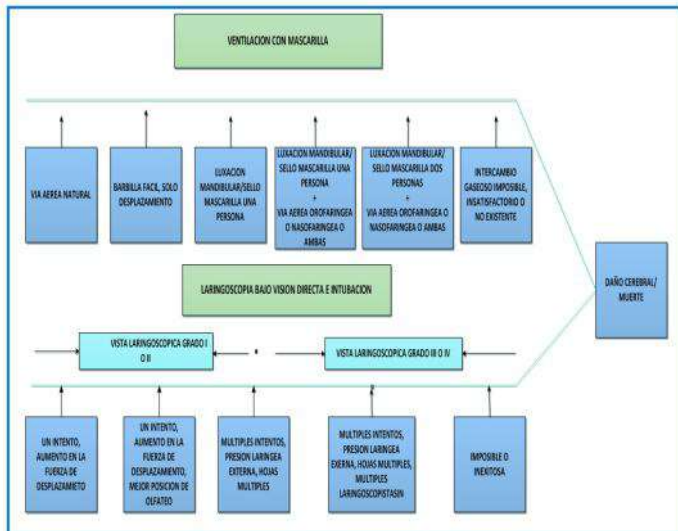 VENTILACION CON MASCARILLA
VIA AEREA NATURAL
BARBILLA FACIL, SOLO
DESPLAZAMIENTO
LUXACION
MANDIBULAR/SELLO
MASCARILLA UNA
PERSONA
LUXACION MANDIBULAR/
SELLO MASCARILLA UNA
PERSONA
+
VIA AEREA OROFARINGEA
O NASOFARINGEA O
AMBAS
LUXACION MANDIBULAR/
SELLO MASCARILLA DOS
PERSONAS
+
VIA AEREA OROFARINGEA O
NASOFARINGEA O AMBAS
INTERCAMBIO
GASEOSO IMPOSIBLE,
INSATISFACTORIO O
NO EXISTENTE
DAÑO CEREBRAL/
MUERTE
LARINGOSCOPIA BAJO VISION DIRECTA E INTUBACION
VISTA LARINGOSCOPICA GRADO I
O II
*
VISTA LARINGOSCOPICA GRADO III O IV
UN INTENTO,
AUMENTO EN LA
FUERZA DE
DESPLAZAMIETO
UN INTENTO,
AUMENTO EN LA
FUERZA DE
DESPLAZAMIENTO,
MEJOR POSICION DE
OLFATEO
MULTIPLES INTENTOS,
PRESION LARINGEA
EXTERNA, HOJAS
MULTIPLES
MULTIPLES INTENTOS,
PRESION LARINGEA
EXERNA, HOJAS MULTIPLES,
MULTIPLES
LARINGOSCOPISTASIN
IMPOSIBLE O
INEXITOSA